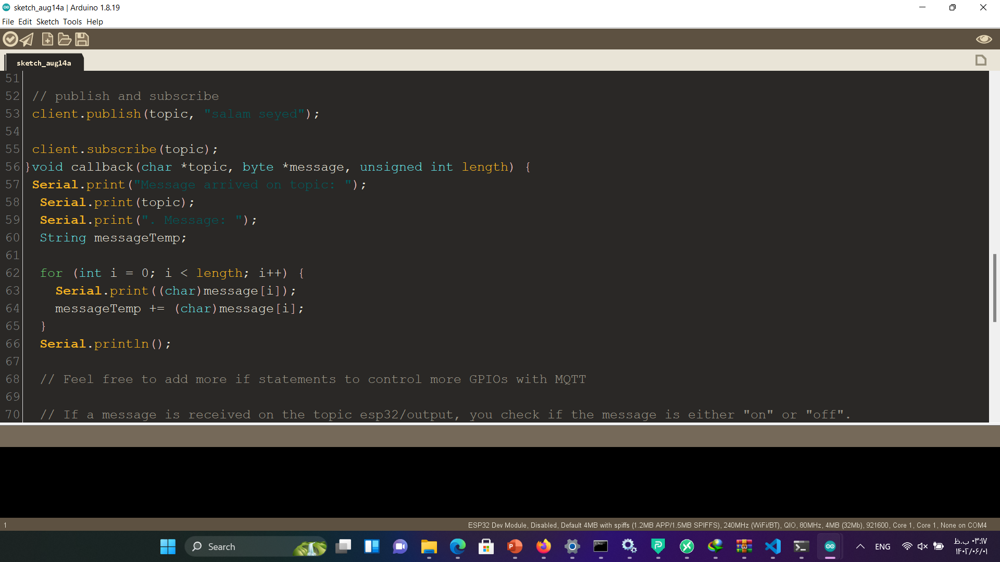 sketch_aug14a | Arduino 1.8.19
File Edit Sketch Tools Help
sketch_aug14a
51
52 // publish and subscribe
53 client.publish(topic, "salam seyed");
54
55 client.subscribe(topic);
56 }void callback(char *topic, byte *message, unsigned int length) {
57 Serial.print("Message arrived on topic: ");
58 Serial.print(topic);
59 Serial.print(". Message: ");
60 String messageTemp;
61
62 for (int i = 0; i < length; i++) {
63 Serial.print((char)message[i]);
64 messageTemp += (char)message[i];
65 }
66 Serial.println();
67
68 // Feel free to add more if statements to control more GPIOs with MQTT
69
70 // If a message is received on the topic esp32/output, you check if the message is either "on" or "off".
1 ESP32 Dev Module, Disabled, Default 4MB with spiffs (1.2MB APP/1.5MB SPIFFS), 240MHz (WiFi/BT), QIO, 80MHz, 4MB (32Mb), 921600, Core 1, Core 1, None on COM4
Search
ENG
۰۳:۱۷ ب.ظ
۱۴۰۲/۰۶/۰۱